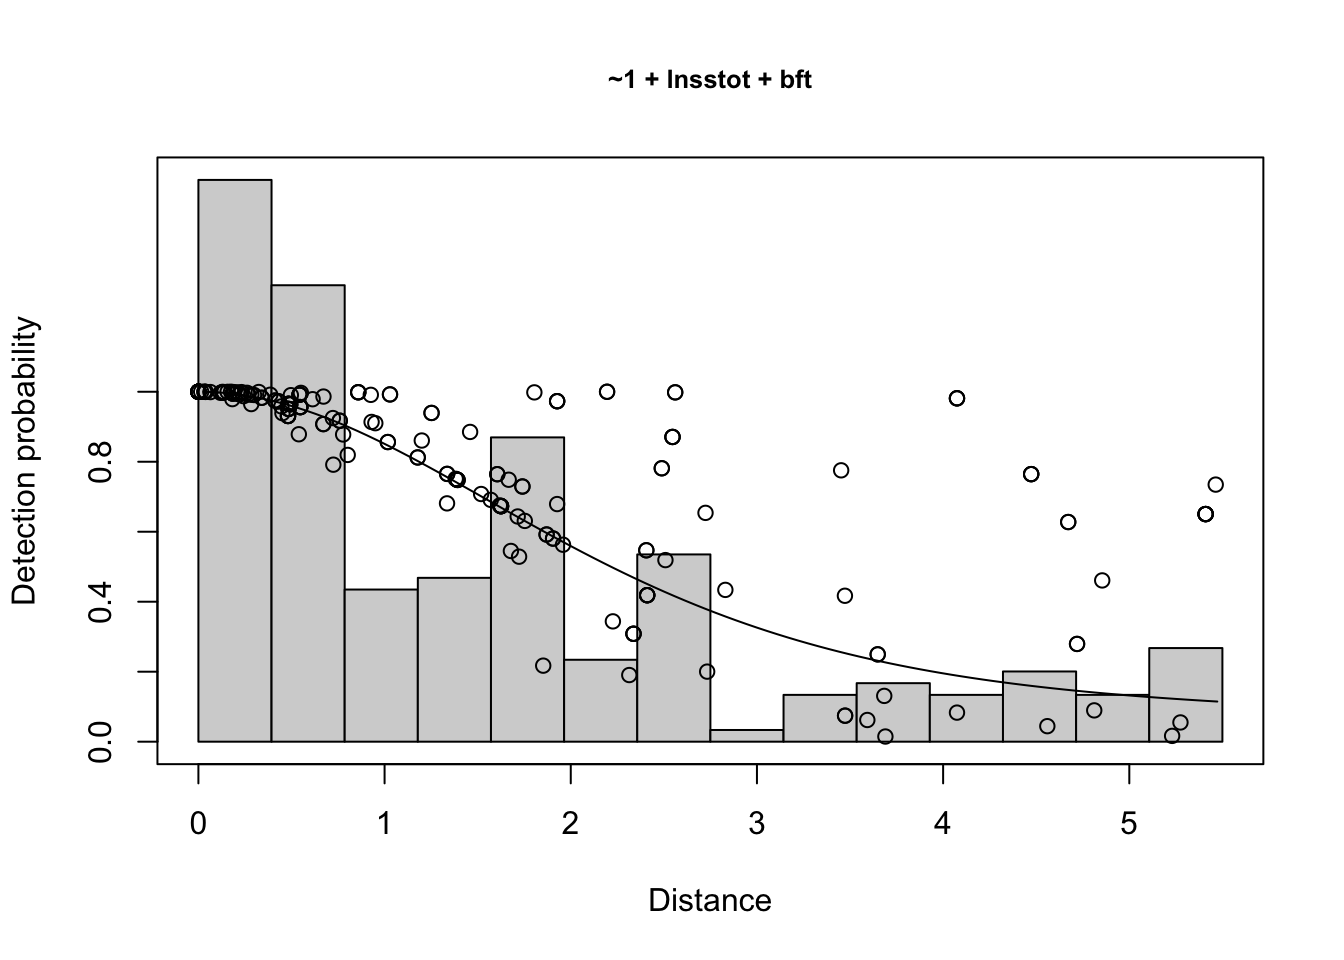 ~1 + lnsstot + bft
Detection probability
0.8
0.4
0.0
0 1 2 3 4 5
Distance